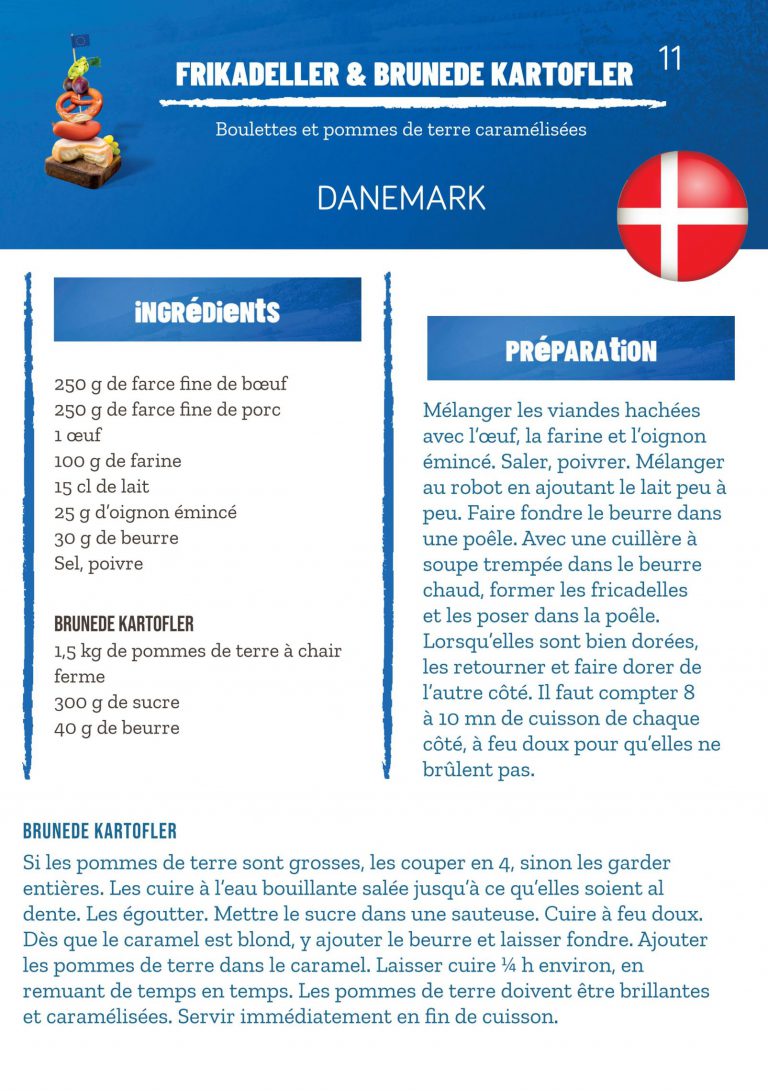 FRIKADELLER & BRUNEDE KARTOFLER
11
Boulettes et pommes de terre caramélisées
DANEMARK
iNGRéDieNtS
250 g de farce fine de bœuf
250 g de farce fine de porc
1 œuf
100 g de farine
15 cl de lait
25 g d’oignon émincé
30 g de beurre
Sel, poivre
BRUNEDE KARTOFLER
1,5 kg de pommes de terre à chair
ferme
300 g de sucre
40 g de beurre
PRéPARAtiON
Mélanger les viandes hachées
avec l’œuf, la farine et l’oignon
émincé. Saler, poivrer. Mélanger
au robot en ajoutant le lait peu à
peu. Faire fondre le beurre dans
une poêle. Avec une cuillère à
soupe trempée dans le beurre
chaud, former les fricadelles
et les poser dans la poêle.
Lorsqu’elles sont bien dorées,
les retourner et faire dorer de
l’autre côté. Il faut compter 8
à 10 mn de cuisson de chaque
côté, à feu doux pour qu’elles ne
brûlent pas.
BRUNEDE KARTOFLER
Si les pommes de terre sont grosses, les couper en 4, sinon les garder
entières. Les cuire à l’eau bouillante salée jusqu’à ce qu’elles soient al
dente. Les égoutter. Mettre le sucre dans une sauteuse. Cuire à feu doux.
Dès que le caramel est blond, y ajouter le beurre et laisser fondre. Ajouter
les pommes de terre dans le caramel. Laisser cuire ¼ h environ, en
remuant de temps en temps. Les pommes de terre doivent être brillantes
et caramélisées. Servir immédiatement en fin de cuisson.